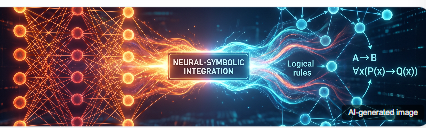 NEURAL-SYMBOLIC
INTEGRATION
Logical
rules
A→B
∀x(P(x)→Q(x))
AI-generated image